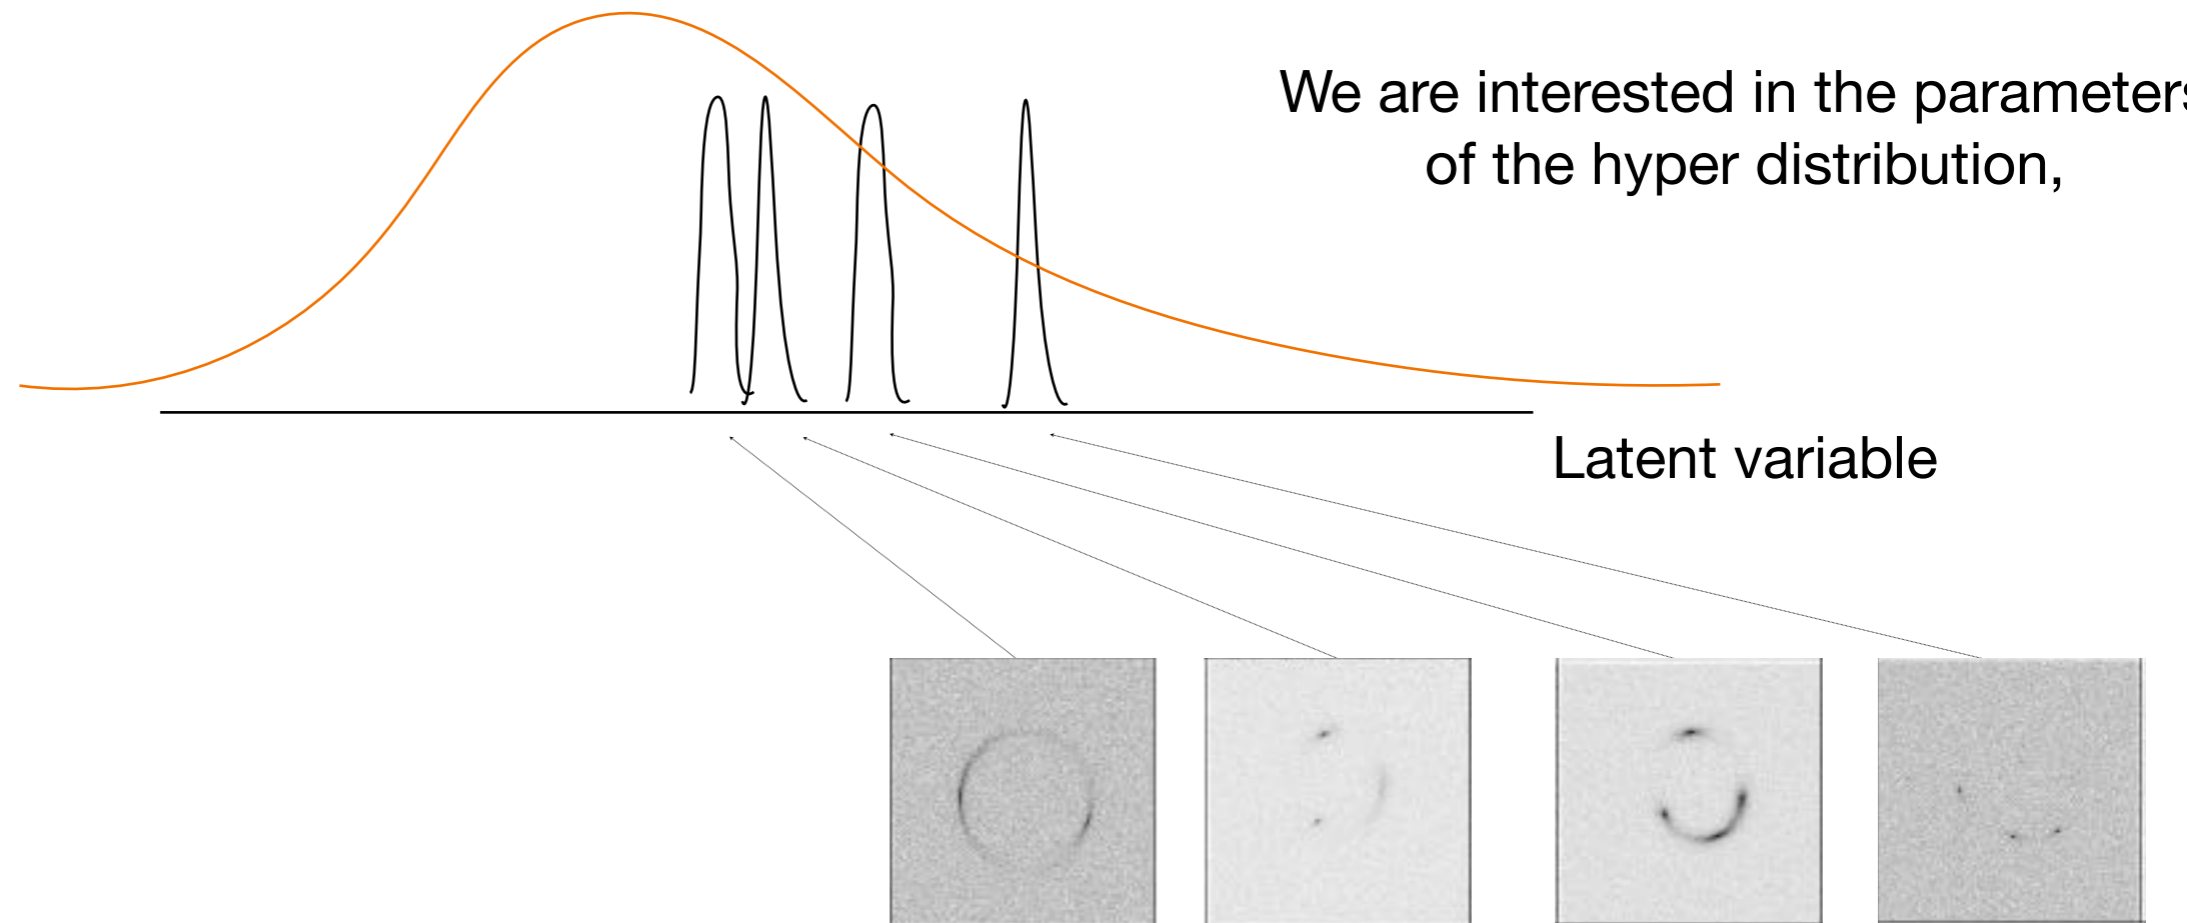 We are interested in the parameters
of the hyper distribution,
Latent variable